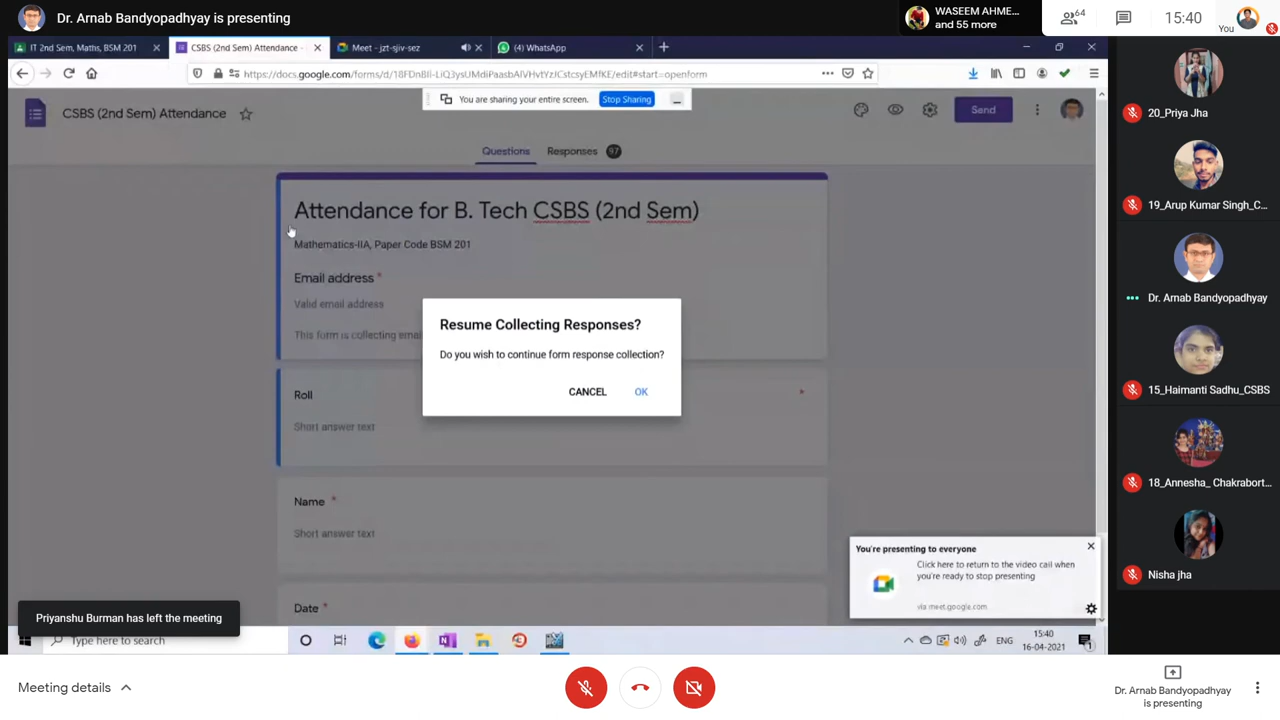 Dr. Arnab Bandyopadhyay is presenting
WASEEM AHME...
and 55 more
64
15:40
You
IT 2nd Sem, Maths, BSM 201
CSBS (2nd Sem) Attendance -
Meet - jzt-sjiv-sez
(4) WhatsApp
You are sharing your entire screen.
Stop Sharing
CSBS (2nd Sem) Attendance
Send
Questions
Responses
97
Attendance for B. Tech CSBS (2nd Sem)
Mathematics-IIA, Paper Code BSM 201
Email address *
Valid email address
This form is collecting emai
Resume Collecting Responses?
Do you wish to continue form response collection?
CANCEL
OK
Roll
*
Short answer text
Name *
Short answer text
Date *
You're presenting to everyone
Click here to return to the video call when
you're ready to stop presenting
via meet.google.com
Priyanshu Burman has left the meeting
Type here to search
ENG
15:40
16-04-2021
1
20_Priya Jha
19_Arup Kumar Singh_C...
Dr. Arnab Bandyopadhyay
15_Haimanti Sadhu_CSBS
18_Annesha_ Chakrabort...
Nisha jha
Meeting details
Dr. Arnab Bandyopadhyay
is presenting